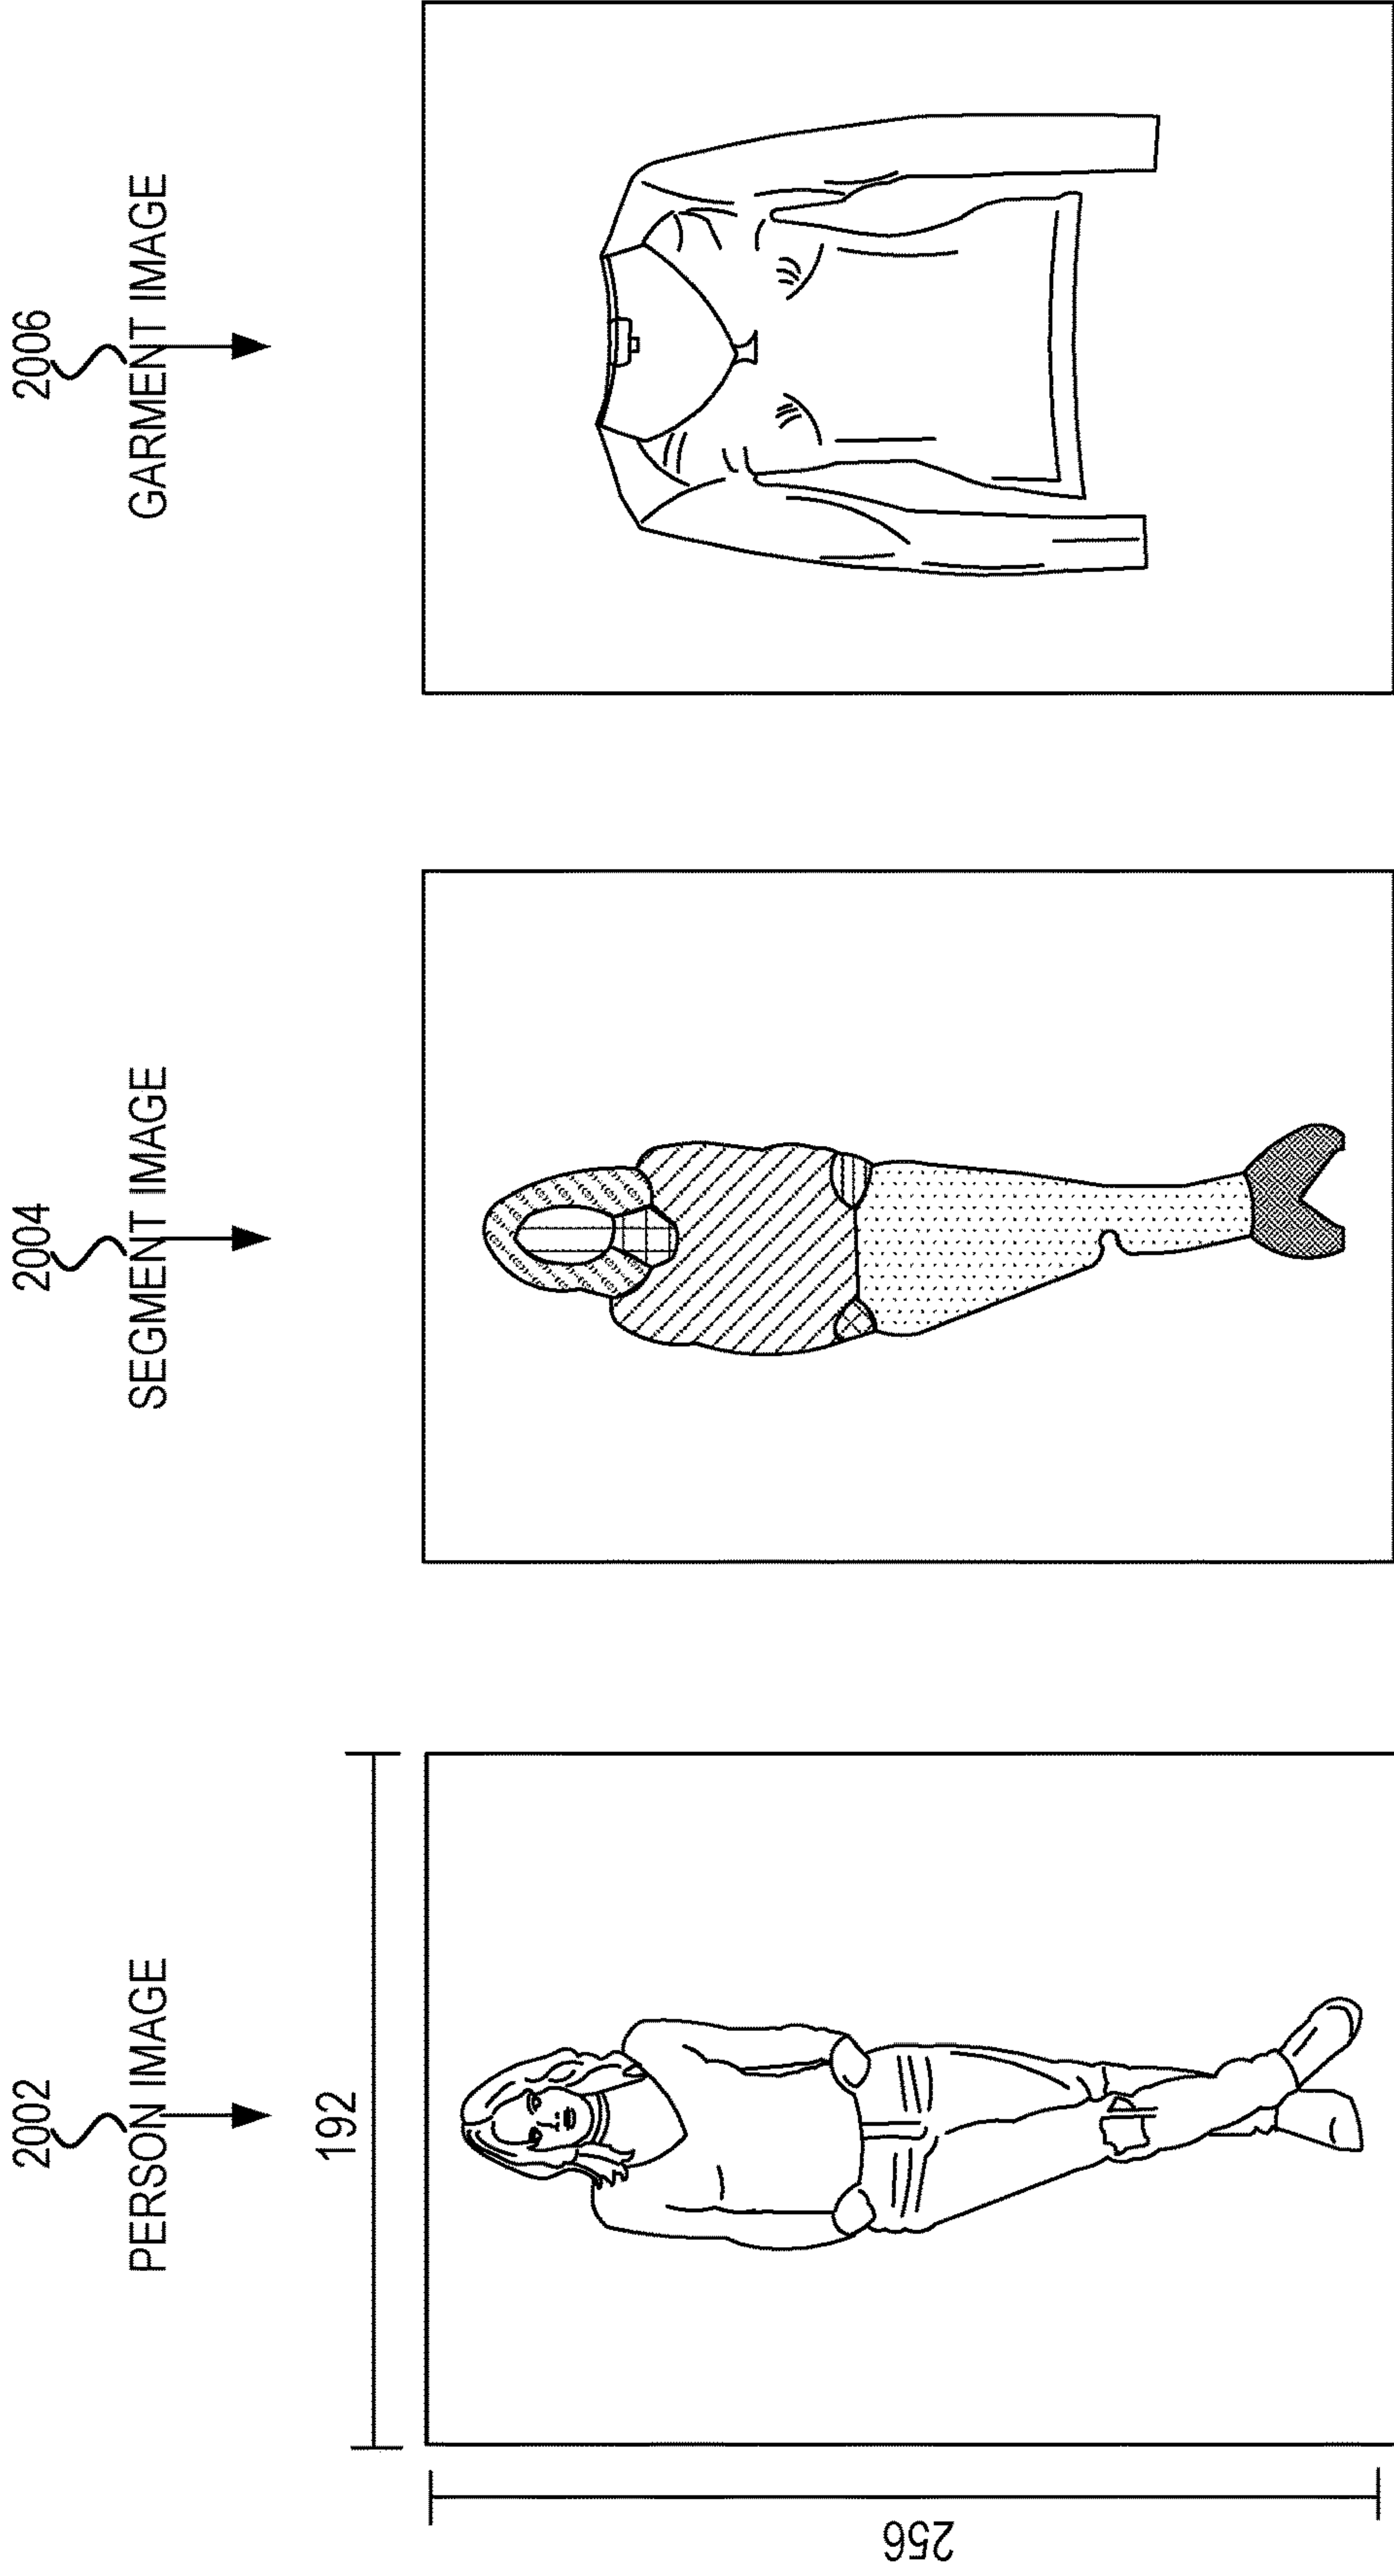 2002
PERSON IMAGE
192
256
2004
SEGMENT IMAGE
2006
GARMENT IMAGE